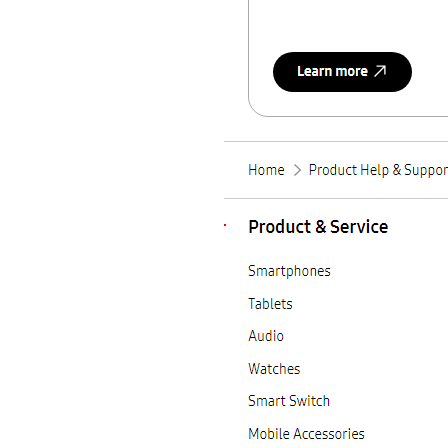 Learn more
Home Product Help & Suppor
Product & Service
Smartphones
Tablets
Audio
Watches
Smart Switch
Mobile Accessories